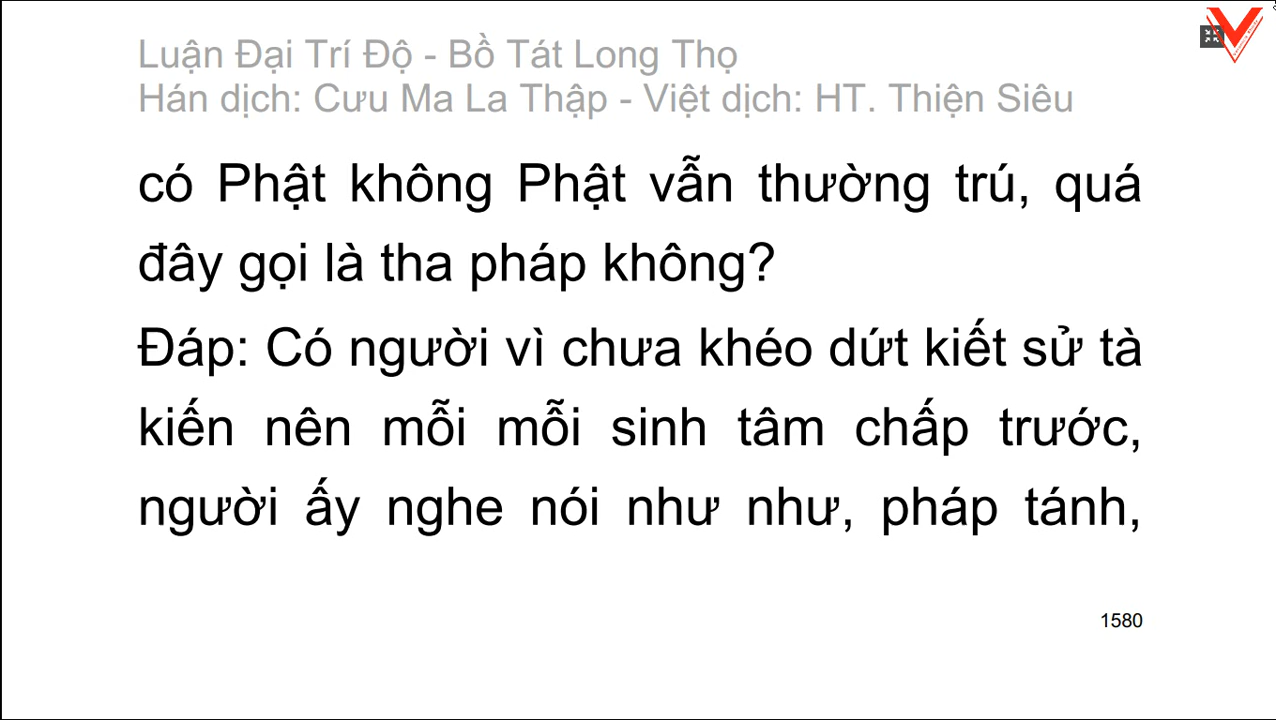 Luận Đại Trí Độ - Bồ Tát Long Thọ
Hán dịch: Cưu Ma La Thập - Việt dịch: HT. Thiện Siêu
có Phật không Phật vẫn thường trú, quá
đây gọi là tha pháp không?
Đáp: Có người vì chưa khéo dứt kiết sử tà
kiến nên mỗi mỗi sinh tâm chấp trước,
người ấy nghe nói như như, pháp tánh,
1580